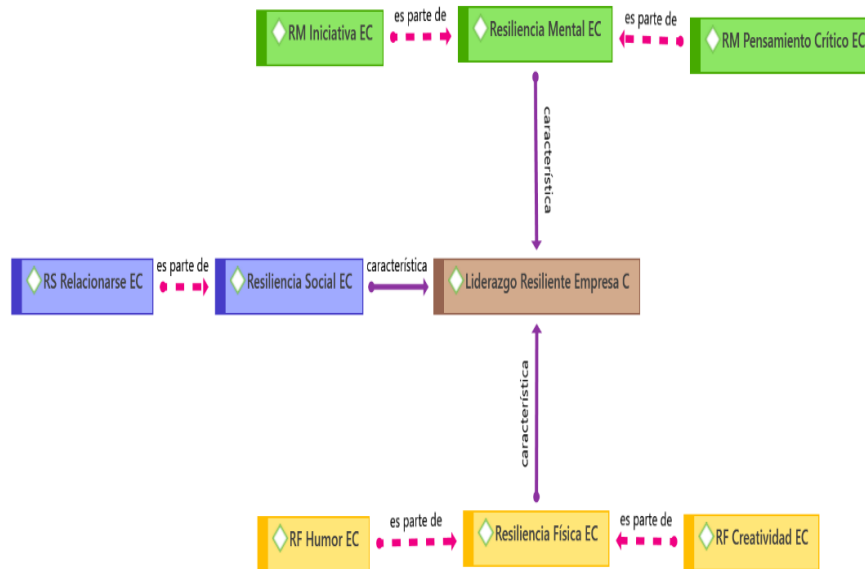 RM Iniciativa EC
es parte de
Resiliencia Mental EC
RM Pensamiento Crítico EC
es parte de
característica
RS Relacionarse EC
es parte de
Resiliencia Social EC
característica
Liderazgo Resiliente Empresa C
característica
RF Humor EC
es parte de
Resiliencia Física EC
es parte de
RF Creatividad EC